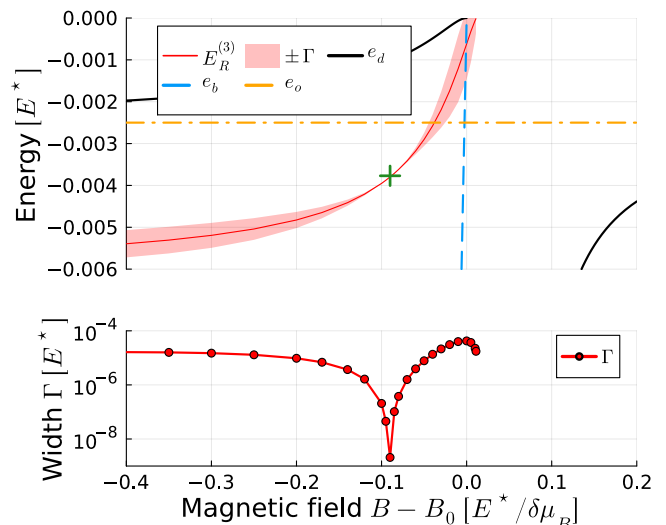 0.000
−0.001
−0.002
−0.003
−0.004
−0.005
−0.006
Energy [E⋆]
E_R^(3) ±Γ e_d
e_b e_o
10^−4
10^−6
10^−8
Width Γ [E⋆]
Γ
−0.4 −0.3 −0.2 −0.1 0.0 0.1 0.2
Magnetic field B − B_0 [E⋆/δμ_B]